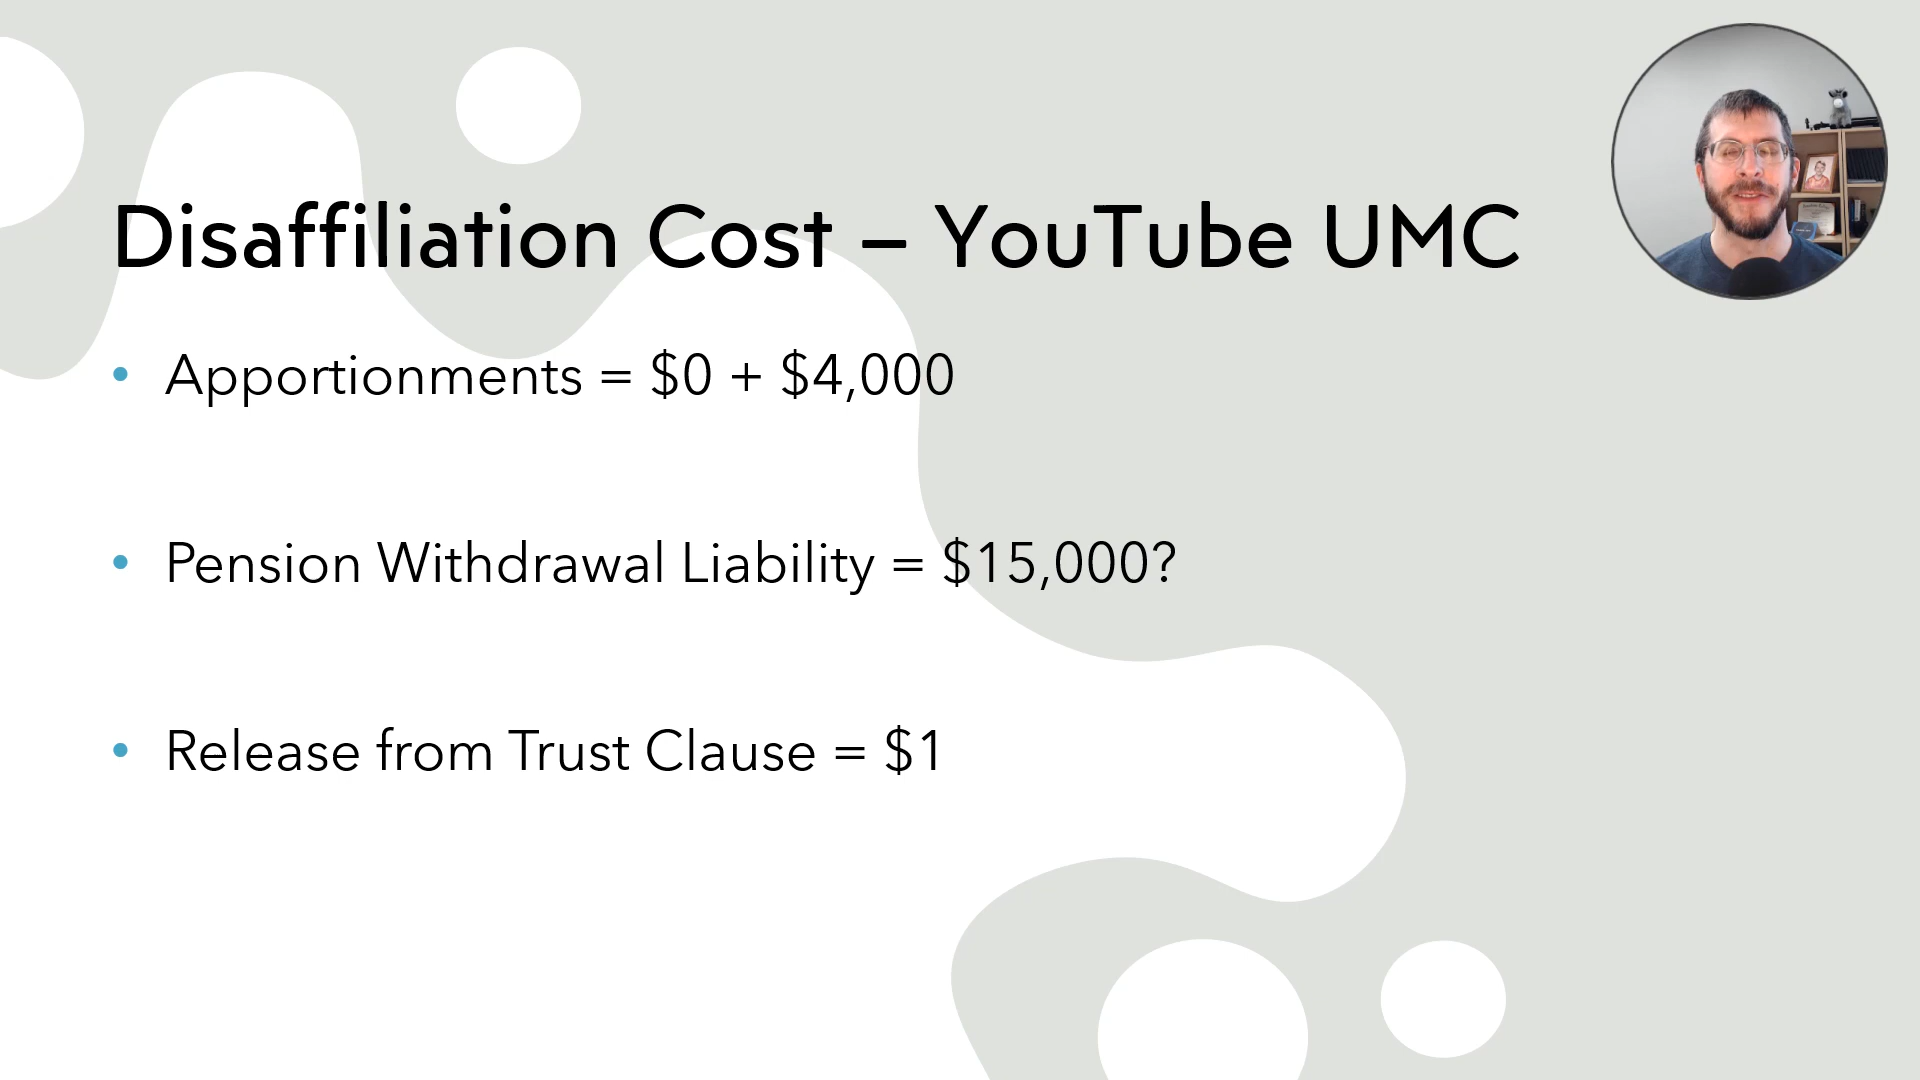 Disaffiliation Cost – YouTube UMC
• Apportionments = $0 + $4,000
• Pension Withdrawal Liability = $15,000?
• Release from Trust Clause = $1